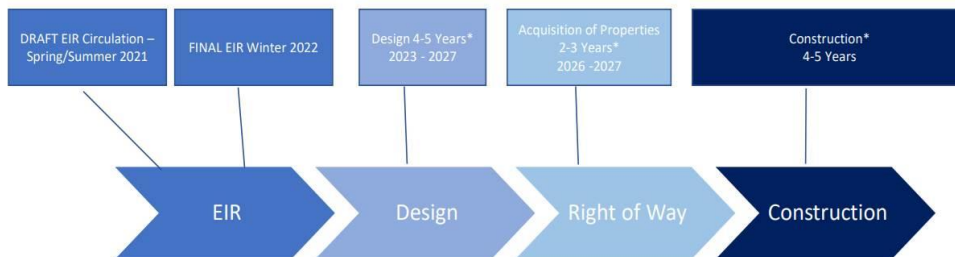 DRAFT EIR Circulation –
Spring/Summer 2021
FINAL EIR Winter 2022
Design 4-5 Years*
2023 - 2027
Acquisition of Properties
2-3 Years*
2026 -2027
Construction*
4-5 Years
EIR
Design
Right of Way
Construction